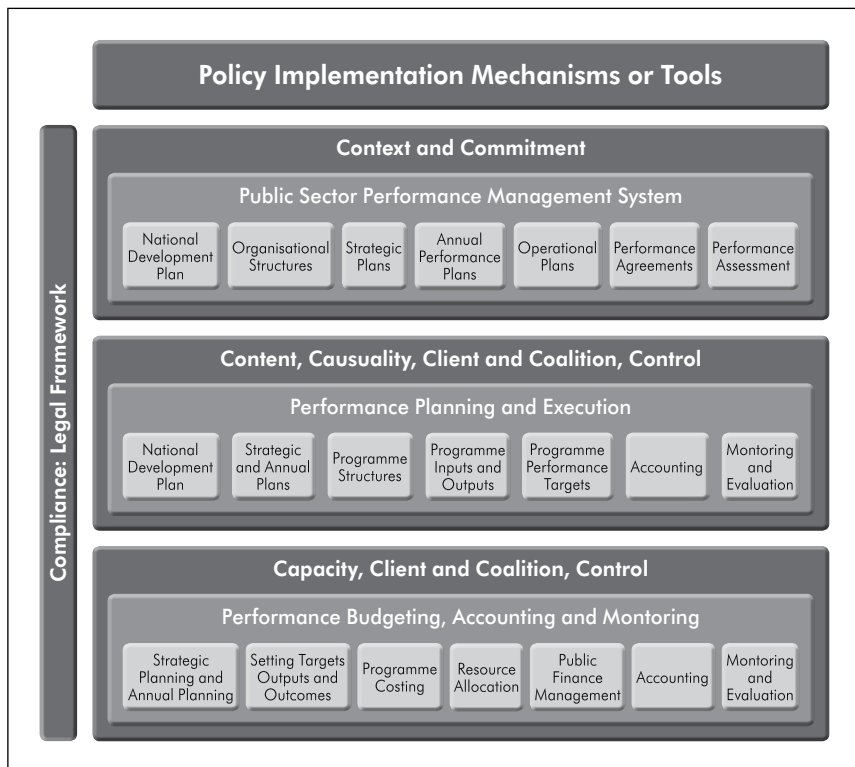 Policy Implementation Mechanisms or Tools
Compliance: Legal Framework
Context and Commitment
Public Sector Performance Management System
National
Development
Plan
Organisational
Structures
Strategic
Plans
Annual
Performance
Plans
Operational
Plans
Performance
Agreements
Performance
Assessment
Content, Causuality, Client and Coalition, Control
Performance Planning and Execution
National
Development
Plan
Strategic
and Annual
Plans
Programme
Structures
Programme
Inputs and
Outputs
Programme
Performance
Targets
Accounting
Montoring
and
Evaluation
Capacity, Client and Coalition, Control
Performance Budgeting, Accounting and Montoring
Strategic
Planning and
Annual Planning
Setting Targets
Outputs and
Outcomes
Programme
Costing
Resource
Allocation
Public
Finance
Management
Accounting
Montoring
and
Evaluation